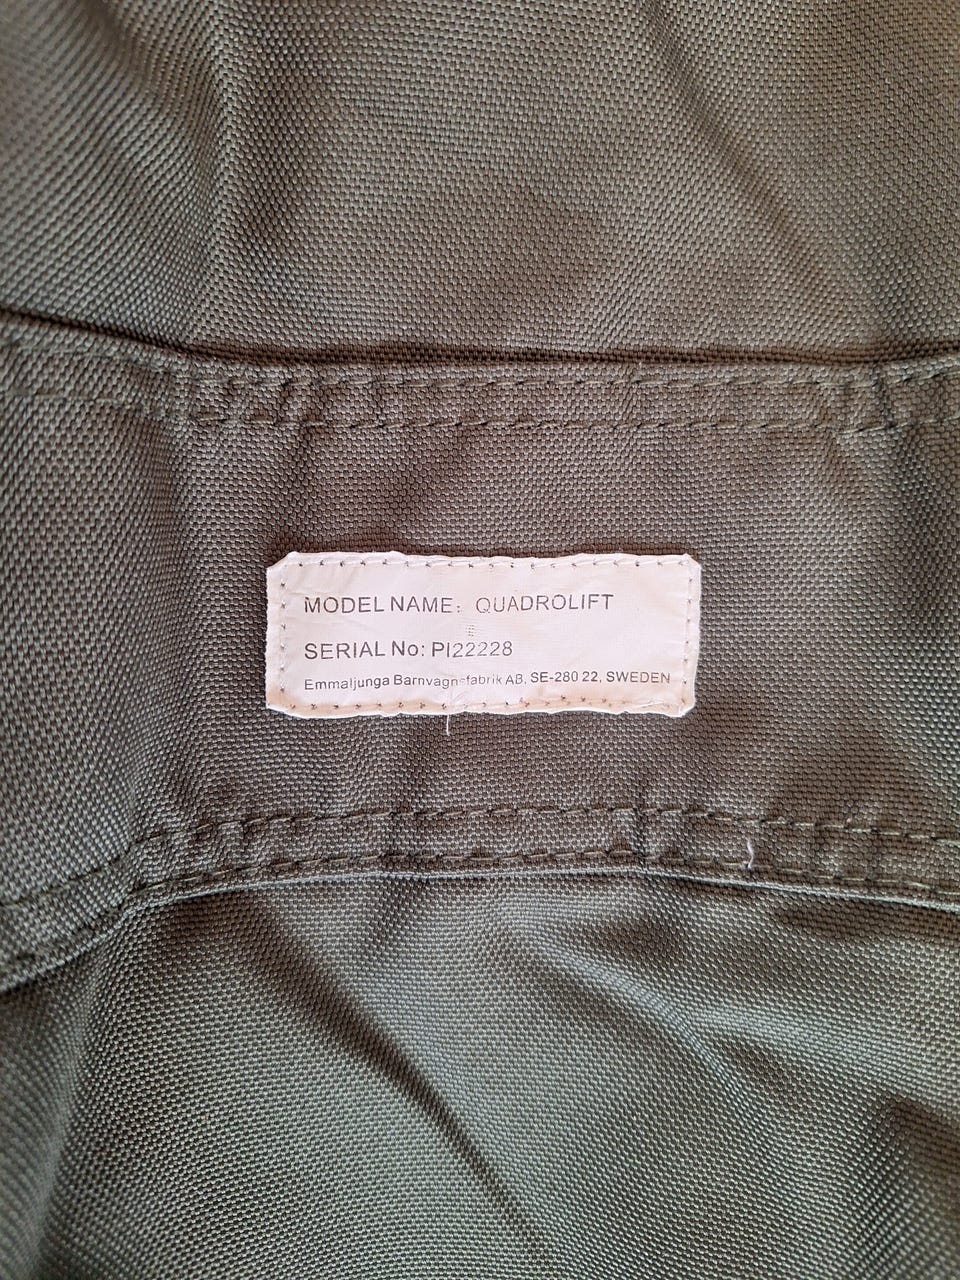 MODEL NAME: QUADROLIFT
SERIAL No: PI22228
Emmaljunga Barnvagnsfabrik AB, SE-280 22, SWEDEN